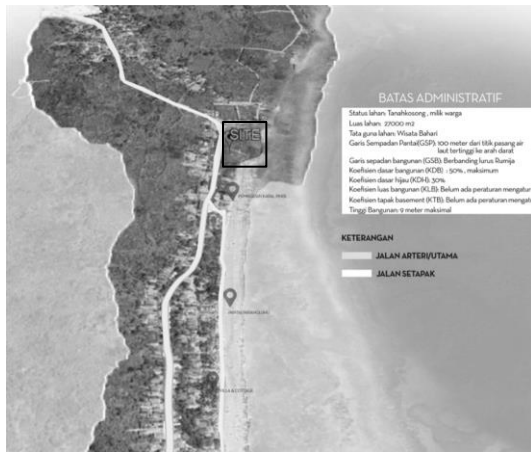 SITE
BATAS ADMINISTRATIF
Status lahan: Tanahkosong , milik warga
Luas lahan: 27000 m2
Tata guna lahan: Wisata Bahari
Garis Sempadan Pantai(GSP): 100 meter dari titik pasang air
laut tertinggi ke arah darat
Garis sepadan bangunan (GSB): Berbanding lurus Rumija
Koefisien dasar bangunan (KDB) : 50% , maksimum
Koefisien dasar hijau (KDH): 30%
Koefisien luas bangunan (KLB): Belum ada peraturan mengatur
Koefisien tapak basement (KTB): Belum ada peraturan mengatur
Tinggi Bangunan: 9 meter maksimal
KETERANGAN
JALAN ARTERI/UTAMA
JALAN SETAPAK